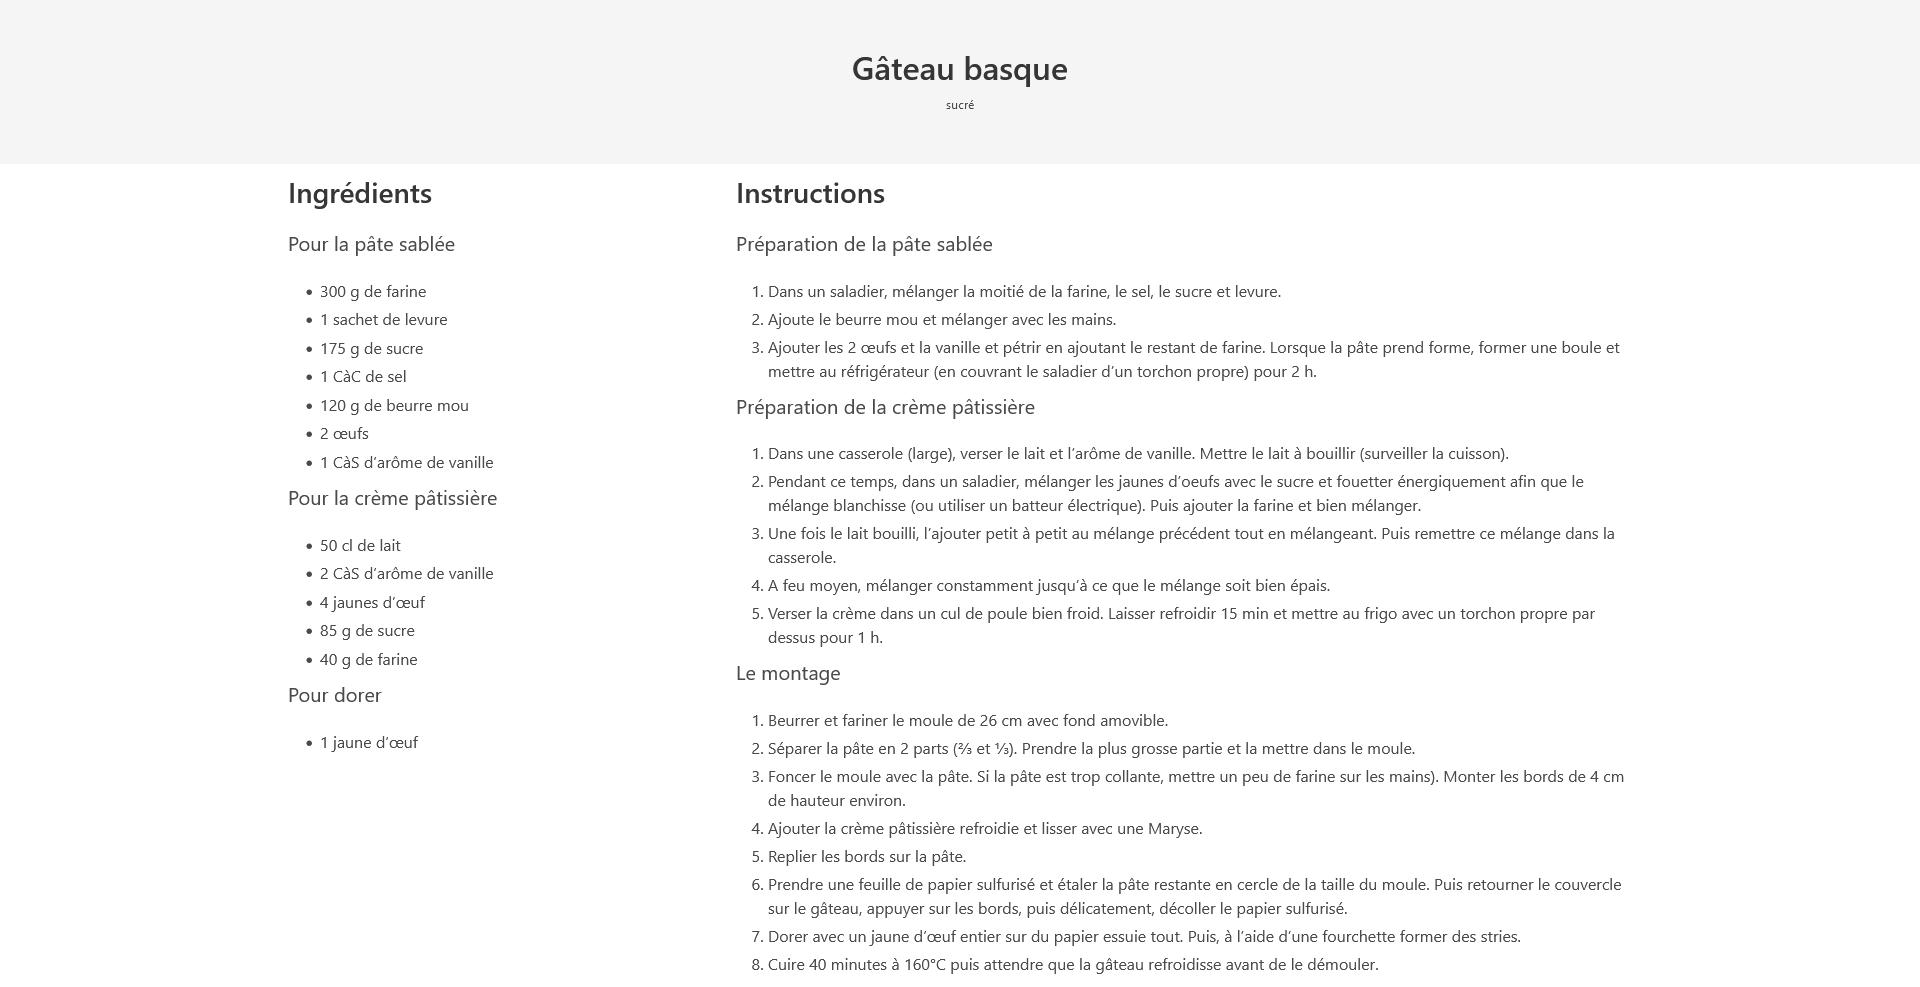 Gâteau basque
sucré
Ingrédients
Pour la pâte sablée
• 300 g de farine
• 1 sachet de levure
• 175 g de sucre
• 1 CàC de sel
• 120 g de beurre mou
• 2 œufs
• 1 CàS d’arôme de vanille
Pour la crème pâtissière
• 50 cl de lait
• 2 CàS d’arôme de vanille
• 4 jaunes d’œuf
• 85 g de sucre
• 40 g de farine
Pour dorer
• 1 jaune d’œuf
Instructions
Préparation de la pâte sablée
1. Dans un saladier, mélanger la moitié de la farine, le sel, le sucre et levure.
2. Ajoute le beurre mou et mélanger avec les mains.
3. Ajouter les 2 œufs et la vanille et pétrir en ajoutant le restant de farine. Lorsque la pâte prend forme, former une boule et
mettre au réfrigérateur (en couvrant le saladier d’un torchon propre) pour 2 h.
Préparation de la crème pâtissière
1. Dans une casserole (large), verser le lait et l’arôme de vanille. Mettre le lait à bouillir (surveiller la cuisson).
2. Pendant ce temps, dans un saladier, mélanger les jaunes d’oeufs avec le sucre et fouetter énergiquement afin que le
mélange blanchisse (ou utiliser un batteur électrique). Puis ajouter la farine et bien mélanger.
3. Une fois le lait bouilli, l’ajouter petit à petit au mélange précédent tout en mélangeant. Puis remettre ce mélange dans la
casserole.
4. A feu moyen, mélanger constamment jusqu’à ce que le mélange soit bien épais.
5. Verser la crème dans un cul de poule bien froid. Laisser refroidir 15 min et mettre au frigo avec un torchon propre par
dessus pour 1 h.
Le montage
1. Beurrer et fariner le moule de 26 cm avec fond amovible.
2. Séparer la pâte en 2 parts (⅔ et ⅓). Prendre la plus grosse partie et la mettre dans le moule.
3. Foncer le moule avec la pâte. Si la pâte est trop collante, mettre un peu de farine sur les mains). Monter les bords de 4 cm
de hauteur environ.
4. Ajouter la crème pâtissière refroidie et lisser avec une Maryse.
5. Replier les bords sur la pâte.
6. Prendre une feuille de papier sulfurisé et étaler la pâte restante en cercle de la taille du moule. Puis retourner le couvercle
sur le gâteau, appuyer sur les bords, puis délicatement, décoller le papier sulfurisé.
7. Dorer avec un jaune d’œuf entier sur du papier essuie tout. Puis, à l’aide d’une fourchette former des stries.
8. Cuire 40 minutes à 160°C puis attendre que la gâteau refroidisse avant de le démouler.